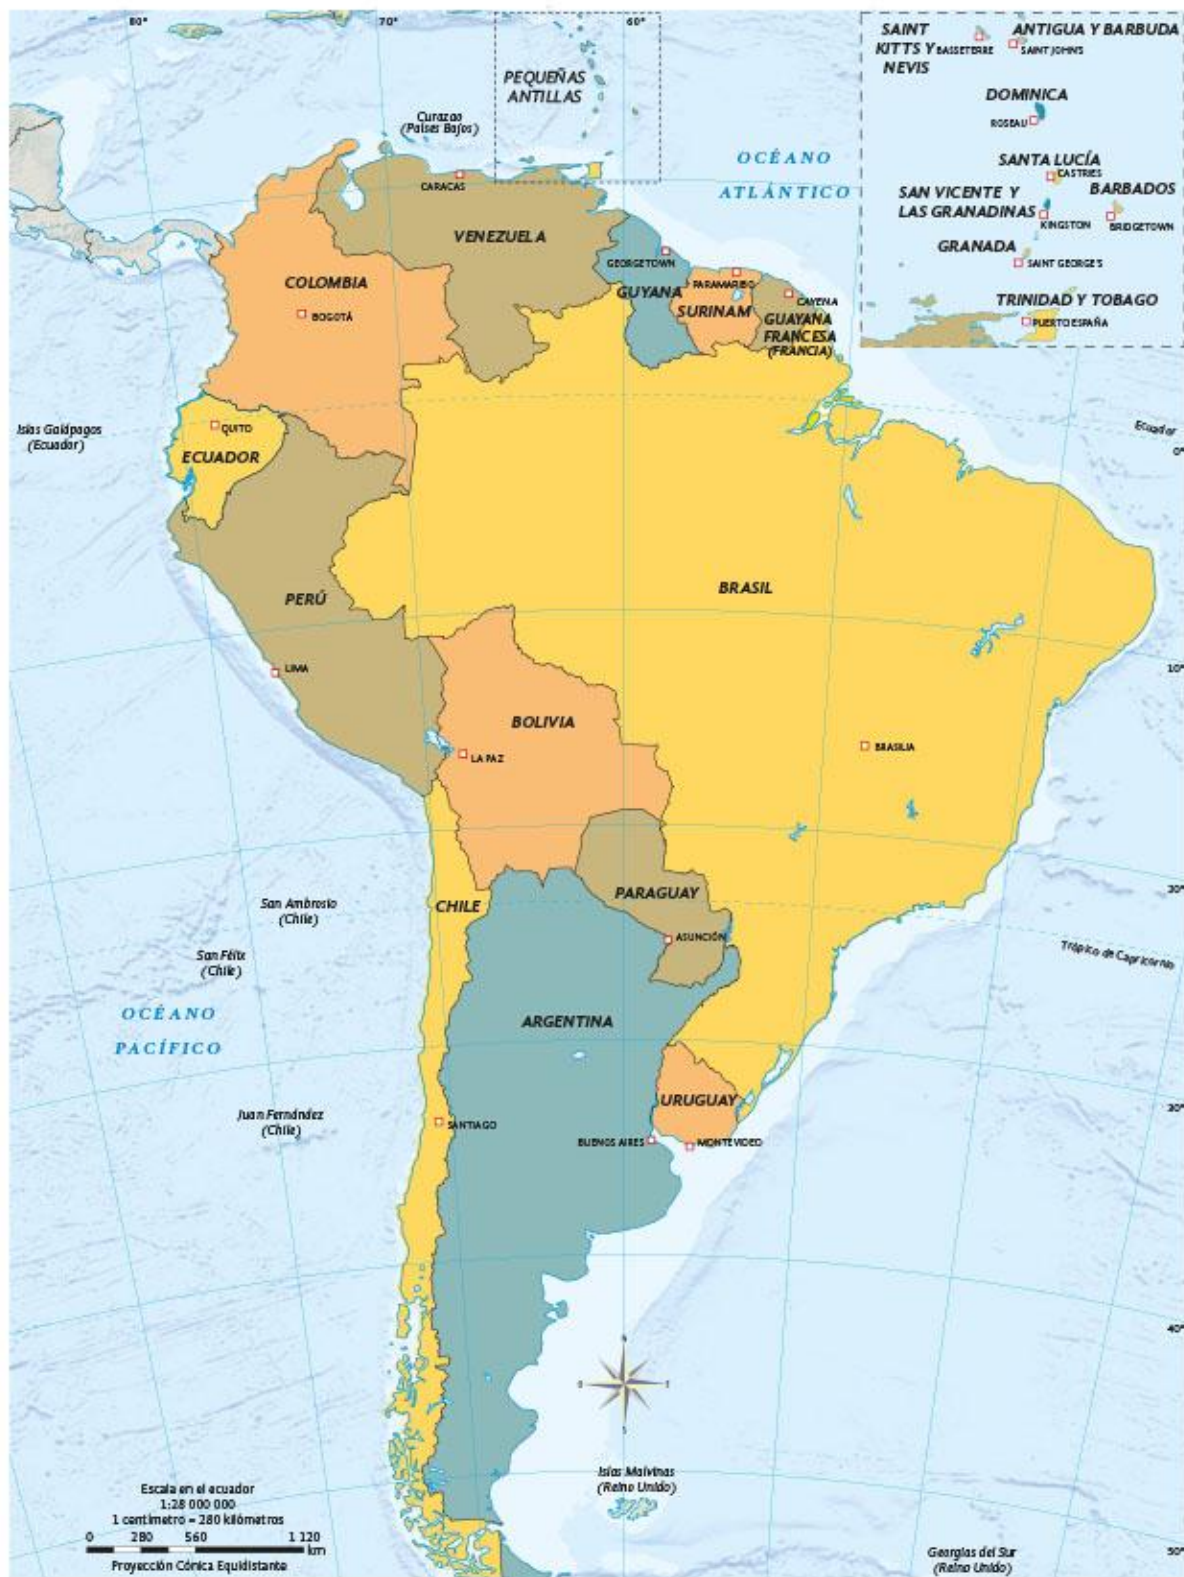 80°
70°
60°
SAINT
KITTS Y
NEVIS
BASSETERRE
ANTIGUA Y BARBUDA
SAINT JOHN'S
DOMINICA
ROSEAU
SANTA LUCÍA
CASTRIES
SAN VICENTE Y
LAS GRANADINAS
KINGSTON
BARBADOS
BRIDGETOWN
GRANADA
SAINT GEORGE'S
TRINIDAD Y TOBAGO
PUERTO ESPAÑA
PEQUEÑAS
ANTILLAS
Curazao
(Países Bajos)
OCÉANO
ATLÁNTICO
CARACAS
VENEZUELA
GEORGETOWN
GUYANA
PARAMARIBO
SURINAM
CAYENA
GUAYANA
FRANCESA
(FRANCIA)
COLOMBIA
BOGOTÁ
Islas Galápagos
(Ecuador)
QUITO
ECUADOR
Ecuador
0°
PERÚ
LIMA
BRASIL
BRASILIA
10°
BOLIVIA
LA PAZ
20°
PARAGUAY
ASUNCIÓN
CHILE
San Ambrosio
(Chile)
San Félix
(Chile)
Trópico de Capricornio
OCÉANO
PACÍFICO
ARGENTINA
Juan Fernández
(Chile)
SANTIAGO
URUGUAY
BUENOS AIRES
MONTEVIDEO
30°
40°
N
O
E
S
Islas Malvinas
(Reino Unido)
Escala en el ecuador
1:28 000 000
1 centímetro = 280 kilómetros
0 280 560 1 120
km
Proyección Cónica Equidistante
Georgias del Sur
(Reino Unido)
50°